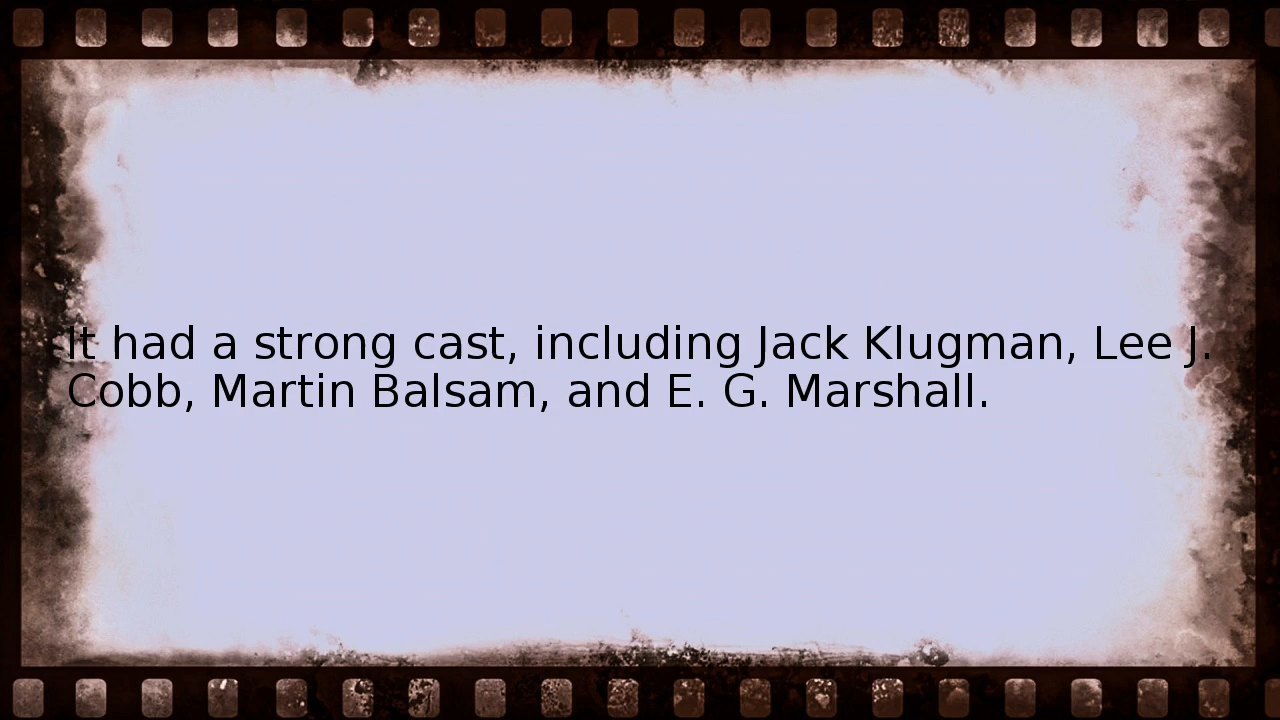 It had a strong cast, including Jack Klugman, Lee J.
Cobb, Martin Balsam, and E. G. Marshall.